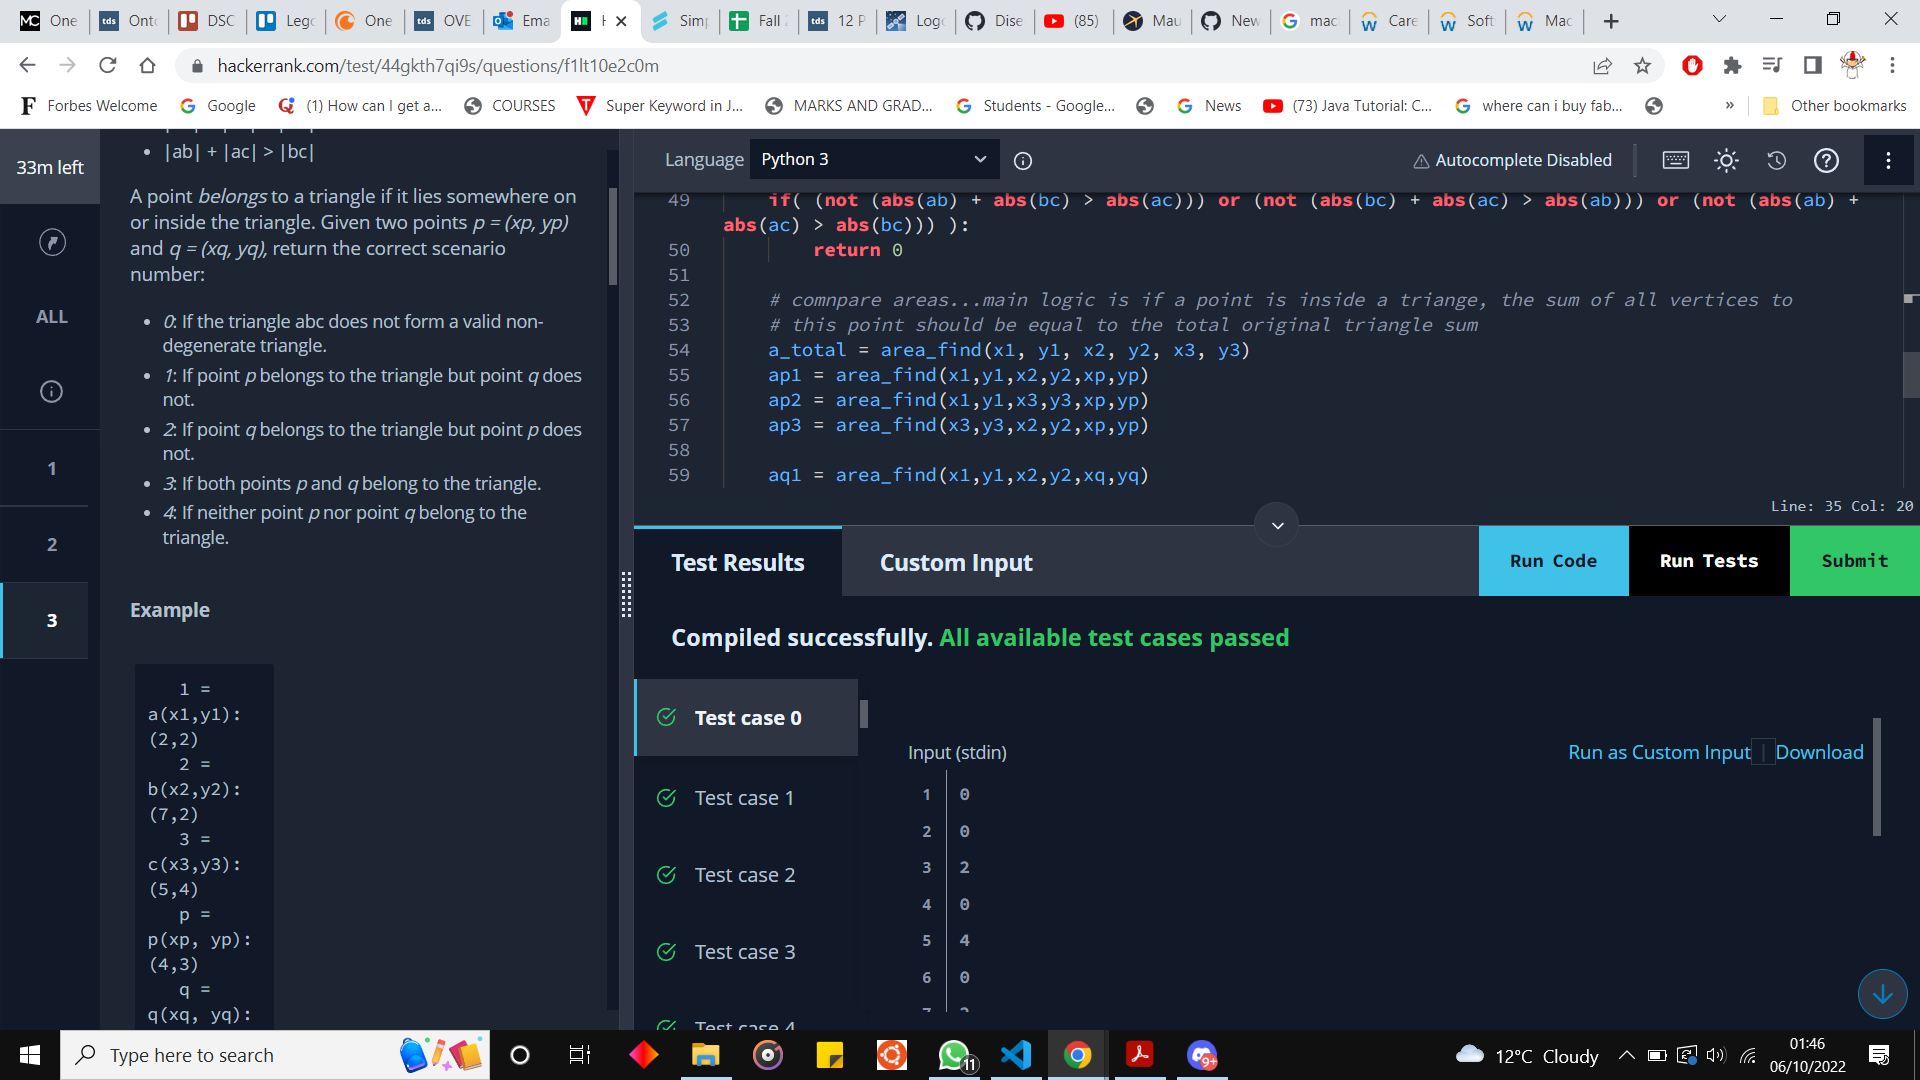 One
Onto
DSC
Lego
One
OVE
Ema
H
Simp
Fall 2
12 P
Logo
Dise
(85)
Mau
New
mac
Care
Soft
Mac
hackerrank.com/test/44gkth7qi9s/questions/f1lt10e2c0m
Forbes Welcome
Google
(1) How can I get a...
COURSES
Super Keyword in J...
MARKS AND GRAD...
Students - Google...
News
(73) Java Tutorial: C...
where can i buy fab...
»
Other bookmarks
33m left
ALL
1
2
3
• |ab| + |ac| > |bc|
A point belongs to a triangle if it lies somewhere on
or inside the triangle. Given two points p = (xp, yp)
and q = (xq, yq), return the correct scenario
number:
• 0: If the triangle abc does not form a valid non-
degenerate triangle.
• 1: If point p belongs to the triangle but point q does
not.
• 2: If point q belongs to the triangle but point p does
not.
• 3: If both points p and q belong to the triangle.
• 4: If neither point p nor point q belong to the
triangle.
Example
1 =
a(x1,y1):
(2,2)
2 =
b(x2,y2):
(7,2)
3 =
c(x3,y3):
(5,4)
p =
p(xp, yp):
(4,3)
q =
q(xq, yq):
Language Python 3
Autocomplete Disabled
49 if( (not (abs(ab) + abs(bc) > abs(ac))) or (not (abs(bc) + abs(ac) > abs(ab))) or (not (abs(ab) +
abs(ac) > abs(bc))) ):
50 return 0
51
52 # comnpare areas...main logic is if a point is inside a triange, the sum of all vertices to
53 # this point should be equal to the total original triangle sum
54 a_total = area_find(x1, y1, x2, y2, x3, y3)
55 ap1 = area_find(x1,y1,x2,y2,xp,yp)
56 ap2 = area_find(x1,y1,x3,y3,xp,yp)
57 ap3 = area_find(x3,y3,x2,y2,xp,yp)
58
59 aq1 = area_find(x1,y1,x2,y2,xq,yq)
Line: 35 Col: 20
Test Results
Custom Input
Run Code
Run Tests
Submit
Compiled successfully. All available test cases passed
Test case 0
Test case 1
Test case 2
Test case 3
Test case 4
Input (stdin)
Run as Custom Input | Download
1 0
2 0
3 2
4 0
5 4
6 0
7 2
Type here to search
11
9+
12°C Cloudy
01:46
06/10/2022